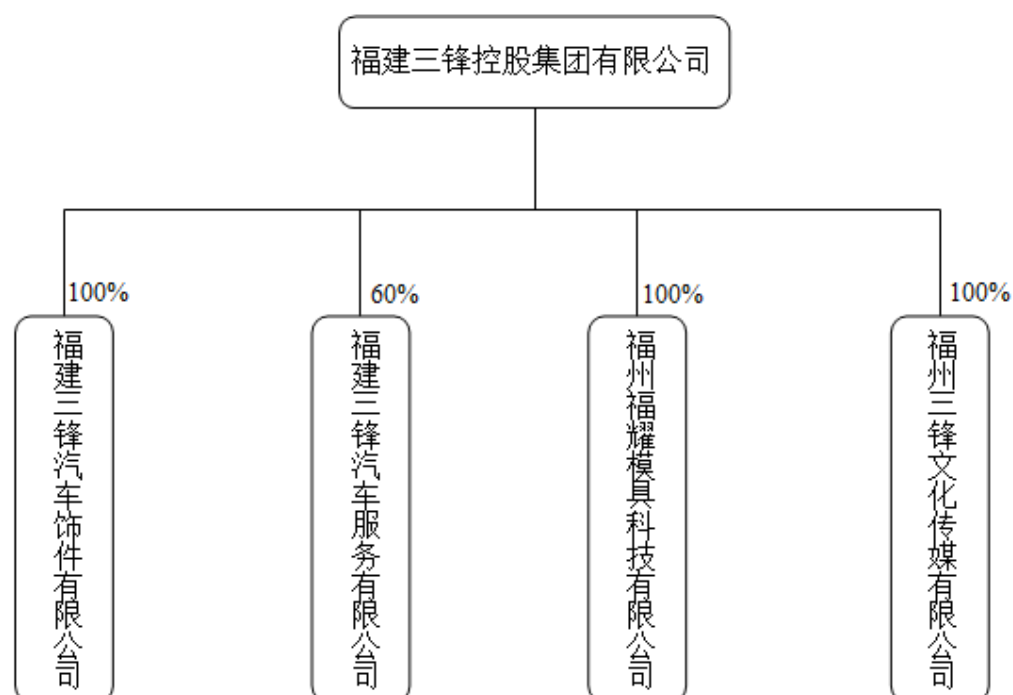 福建三锋控股集团有限公司
100%
60%
100%
100%
福建三锋汽车饰件有限公司
福建三锋汽车服务有限公司
福州福耀模具科技有限公司
福州三锋文化传媒有限公司